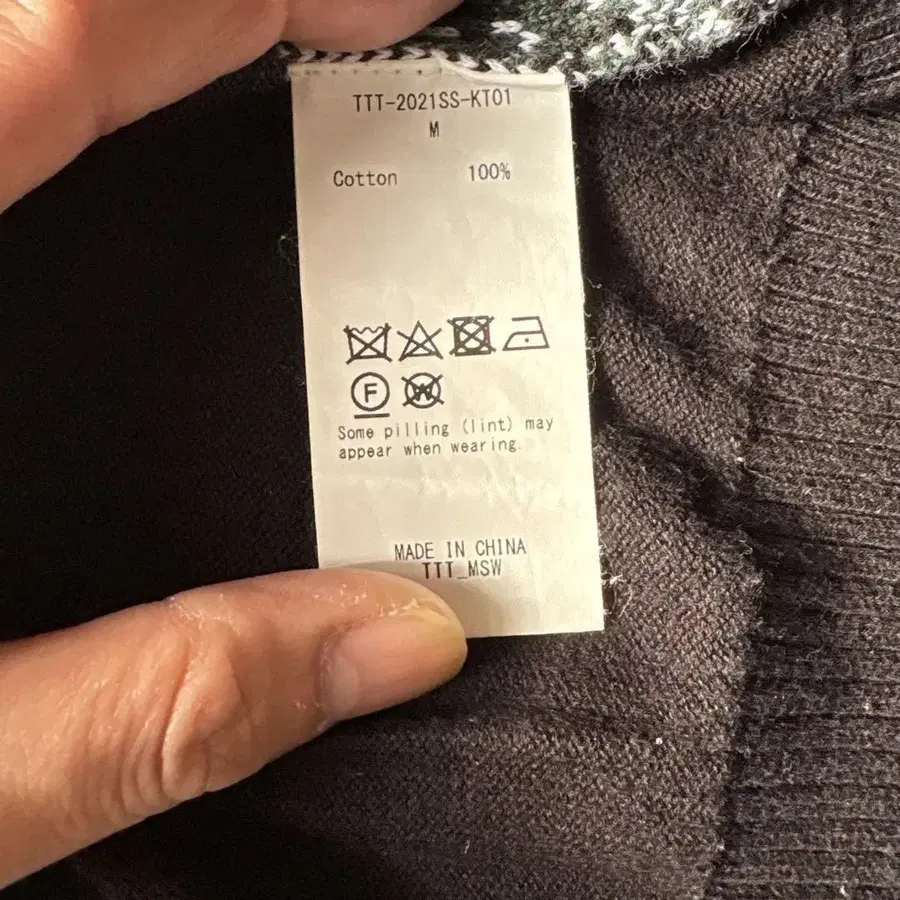 TTT-2021SS-KT01
M
Cotton 100%
F
W
Some pilling (lint) may
appear when wearing.
MADE IN CHINA
TTT_MSW